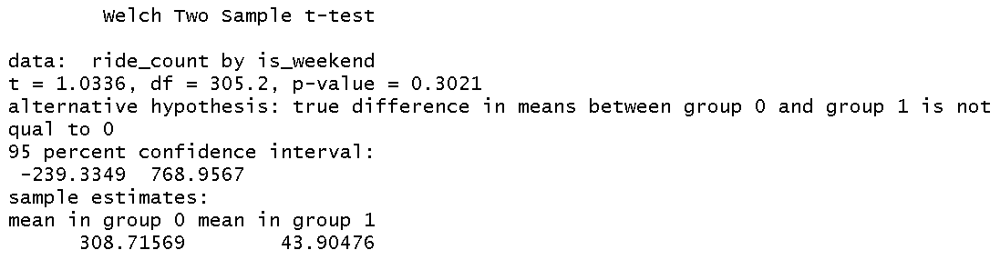 Welch Two Sample t-test

data:  ride_count by is_weekend
t = 1.0336, df = 305.2, p-value = 0.3021
alternative hypothesis: true difference in means between group 0 and group 1 is not
qual to 0
95 percent confidence interval:
 -239.3349  768.9567
sample estimates:
mean in group 0 mean in group 1
      308.71569        43.90476